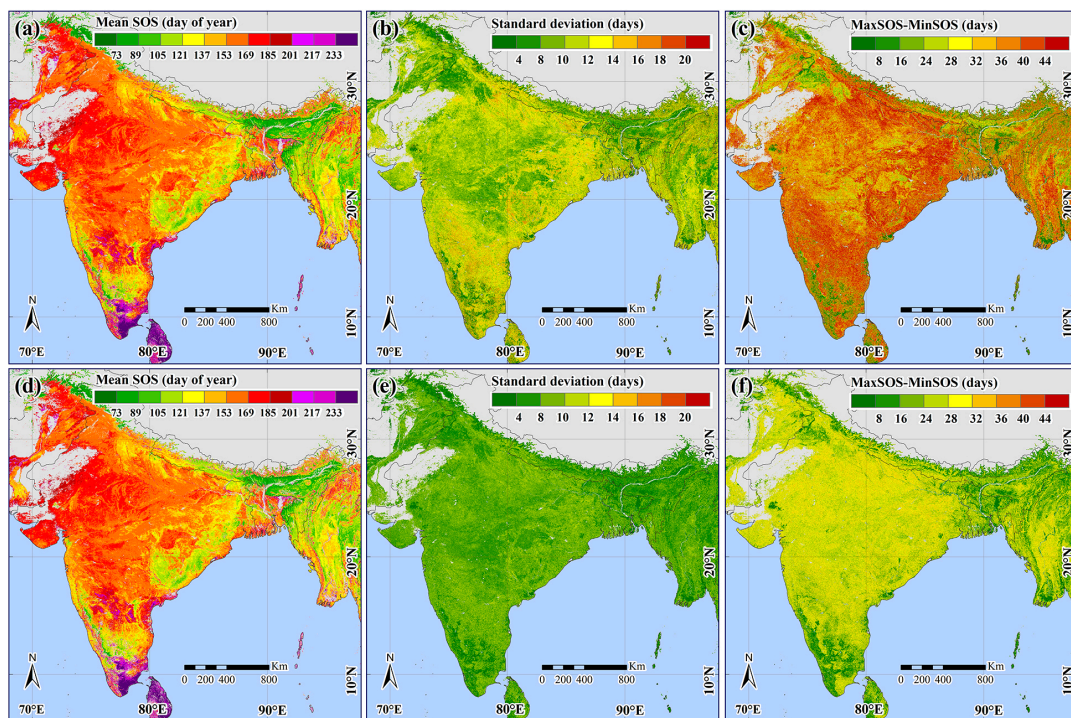 (a) Mean SOS (day of year)
73 89 105 121 137 153 169 185 201 217 233
30°N
20°N
10°N
N
Km
0 200 400 800
70°E 80°E 90°E
(b) Standard deviation (days)
4 8 10 12 14 16 18 20
30°N
20°N
10°N
N
Km
0 200 400 800
70°E 80°E 90°E
(c) MaxSOS-MinSOS (days)
8 16 24 28 32 36 40 44
30°N
20°N
10°N
N
Km
0 200 400 800
70°E 80°E 90°E
(d) Mean SOS (day of year)
73 89 105 121 137 153 169 185 201 217 233
30°N
20°N
10°N
N
Km
0 200 400 800
70°E 80°E 90°E
(e) Standard deviation (days)
4 8 10 12 14 16 18 20
30°N
20°N
10°N
N
Km
0 200 400 800
70°E 80°E 90°E
(f) MaxSOS-MinSOS (days)
8 16 24 28 32 36 40 44
30°N
20°N
10°N
N
Km
0 200 400 800
70°E 80°E 90°E